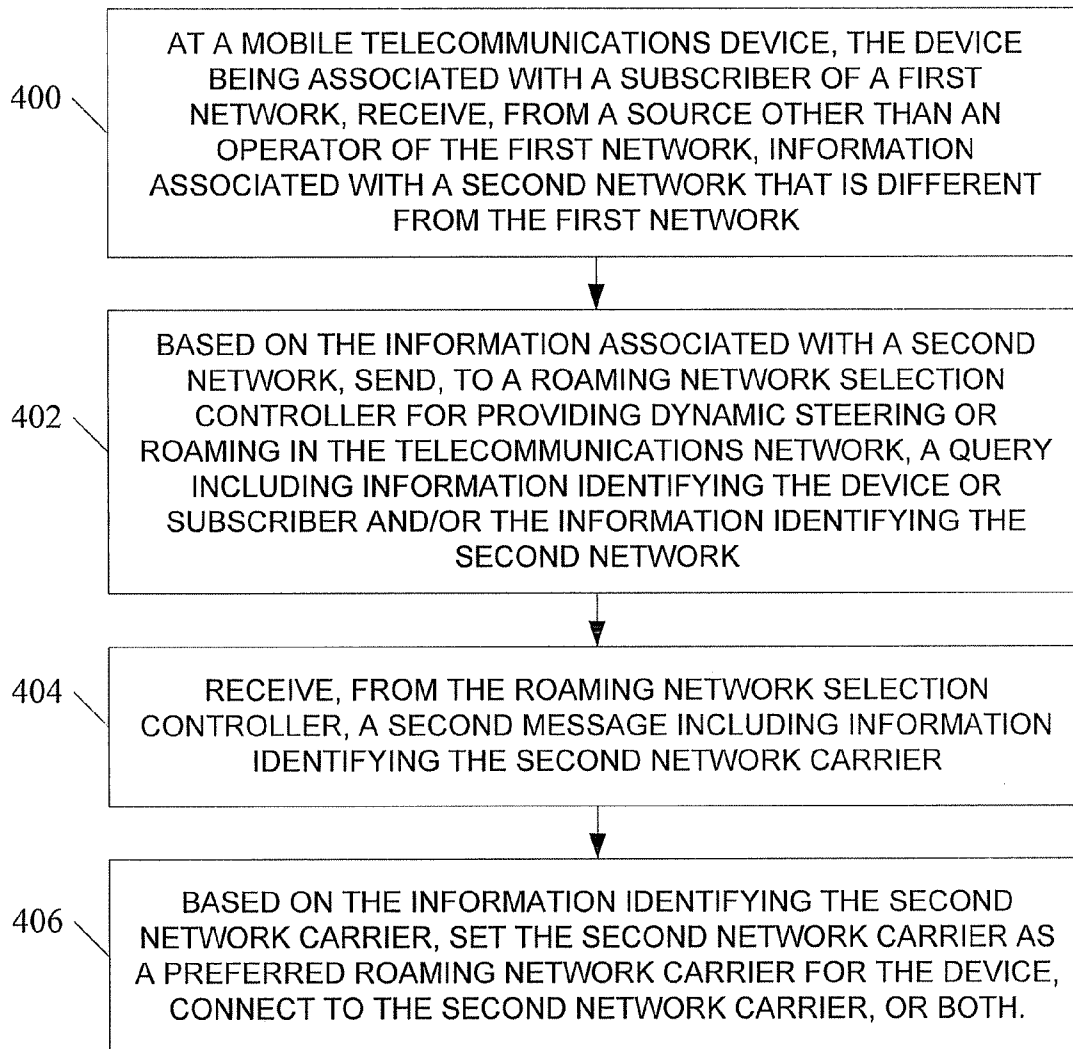 AT A MOBILE TELECOMMUNICATIONS DEVICE, THE DEVICE
BEING ASSOCIATED WITH A SUBSCRIBER OF A FIRST
400
NETWORK, RECEIVE, FROM A SOURCE OTHER THAN AN
OPERATOR OF THE FIRST NETWORK, INFORMATION
ASSOCIATED WITH A SECOND NETWORK THAT IS DIFFERENT
FROM THE FIRST NETWORK
BASED ON THE INFORMATION ASSOCIATED WITH A SECOND
NETWORK, SEND, TO A ROAMING NETWORK SELECTION
402
CONTROLLER FOR PROVIDING DYNAMIC STEERING OR
ROAMING IN THE TELECOMMUNICATIONS NETWORK, A QUERY
INCLUDING INFORMATION IDENTIFYING THE DEVICE OR
SUBSCRIBER AND/OR THE INFORMATION IDENTIFYING THE
SECOND NETWORK
404
RECEIVE, FROM THE ROAMING NETWORK SELECTION
CONTROLLER, A SECOND MESSAGE INCLUDING INFORMATION
IDENTIFYING THE SECOND NETWORK CARRIER
406
BASED ON THE INFORMATION IDENTIFYING THE SECOND
NETWORK CARRIER, SET THE SECOND NETWORK CARRIER AS
A PREFERRED ROAMING NETWORK CARRIER FOR THE DEVICE,
CONNECT TO THE SECOND NETWORK CARRIER, OR BOTH.